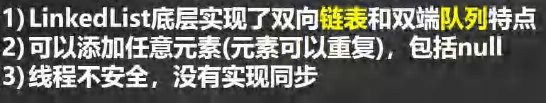 1)LinkedList底层实现了双向链表和双端队列特点
2)可以添加任意元素(元素可以重复)，包括null
3)线程不安全，没有实现同步